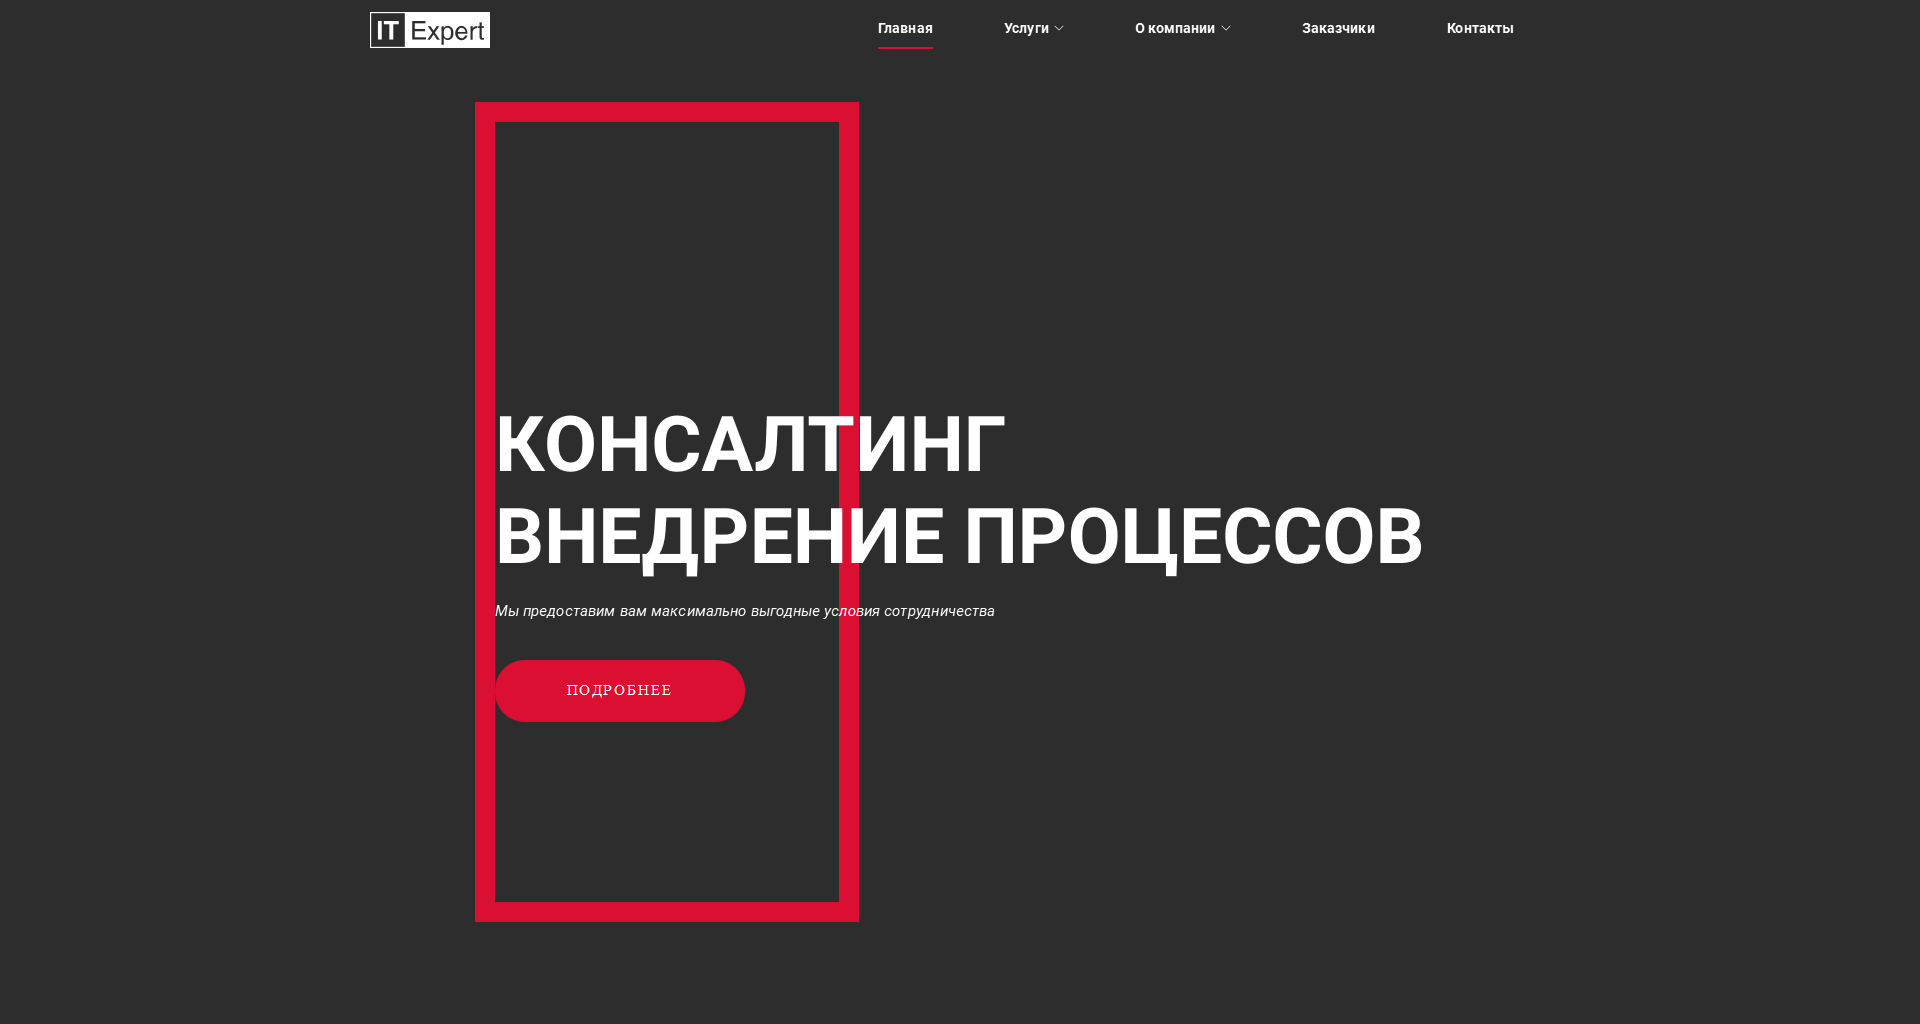 IT Expert
Главная Услуги О компании Заказчики Контакты
КОНСАЛТИНГ
ВНЕДРЕНИЕ ПРОЦЕССОВ
Мы предоставим вам максимально выгодные условия сотрудничества
ПОДРОБНЕЕ